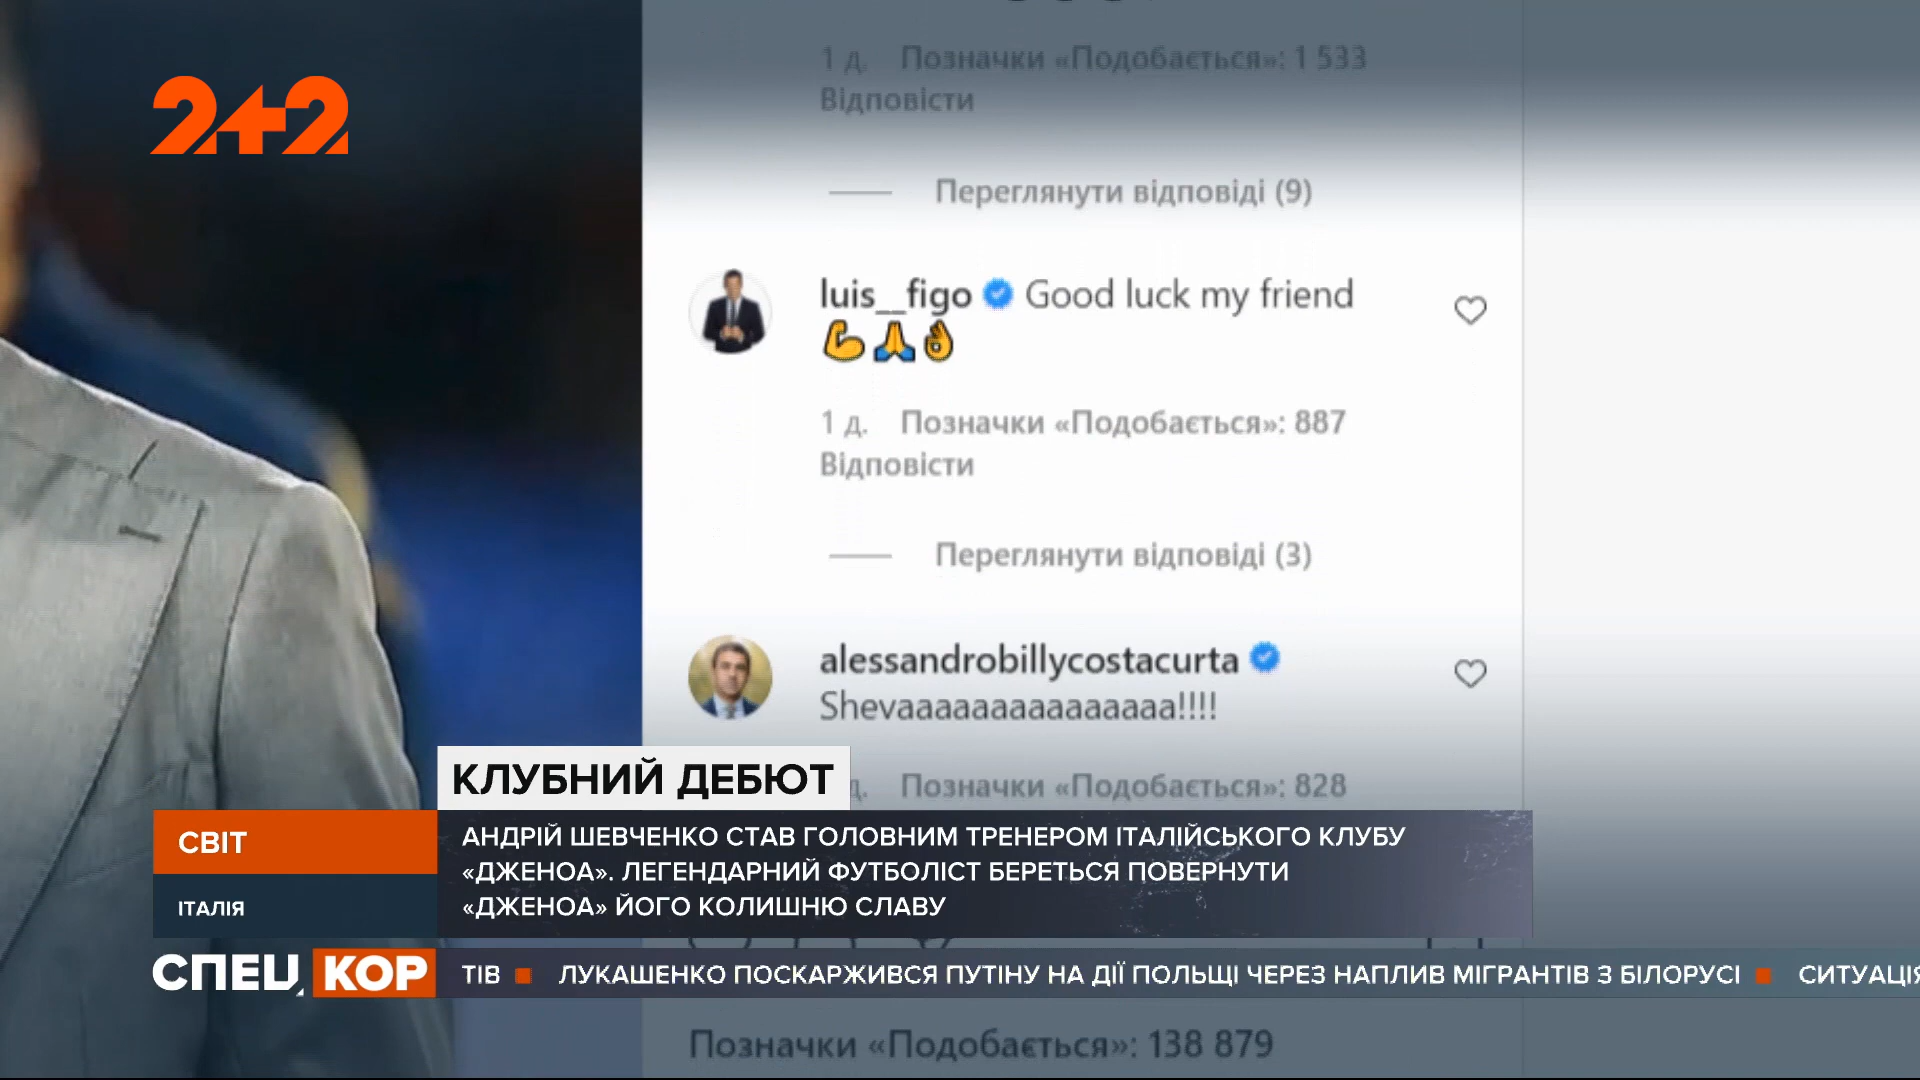 2+2
1 д. Позначки «Подобається»: 1 533
Відповісти
Переглянути відповіді (9)
luis__figo Good luck my friend
💪🙏👌
1 д. Позначки «Подобається»: 887
Відповісти
Переглянути відповіді (3)
alessandrobillycostacurta
Shevaaaaaaaaaaaaaaa!!!!
д. Позначки «Подобається»: 828
КЛУБНИЙ ДЕБЮТ
СВІТ
ІТАЛІЯ
АНДРІЙ ШЕВЧЕНКО СТАВ ГОЛОВНИМ ТРЕНЕРОМ ІТАЛІЙСЬКОГО КЛУБУ
«ДЖЕНОА». ЛЕГЕНДАРНИЙ ФУТБОЛІСТ БЕРЕТЬСЯ ПОВЕРНУТИ
«ДЖЕНОА» ЙОГО КОЛИШНЮ СЛАВУ
СПЕЦКОР
ТІВ ■ ЛУКАШЕНКО ПОСКАРЖИВСЯ ПУТІНУ НА ДІЇ ПОЛЬЩІ ЧЕРЕЗ НАПЛИВ МІГРАНТІВ З БІЛОРУСІ ■ СИТУАЦІЯ
Позначки «Подобається»: 138 879